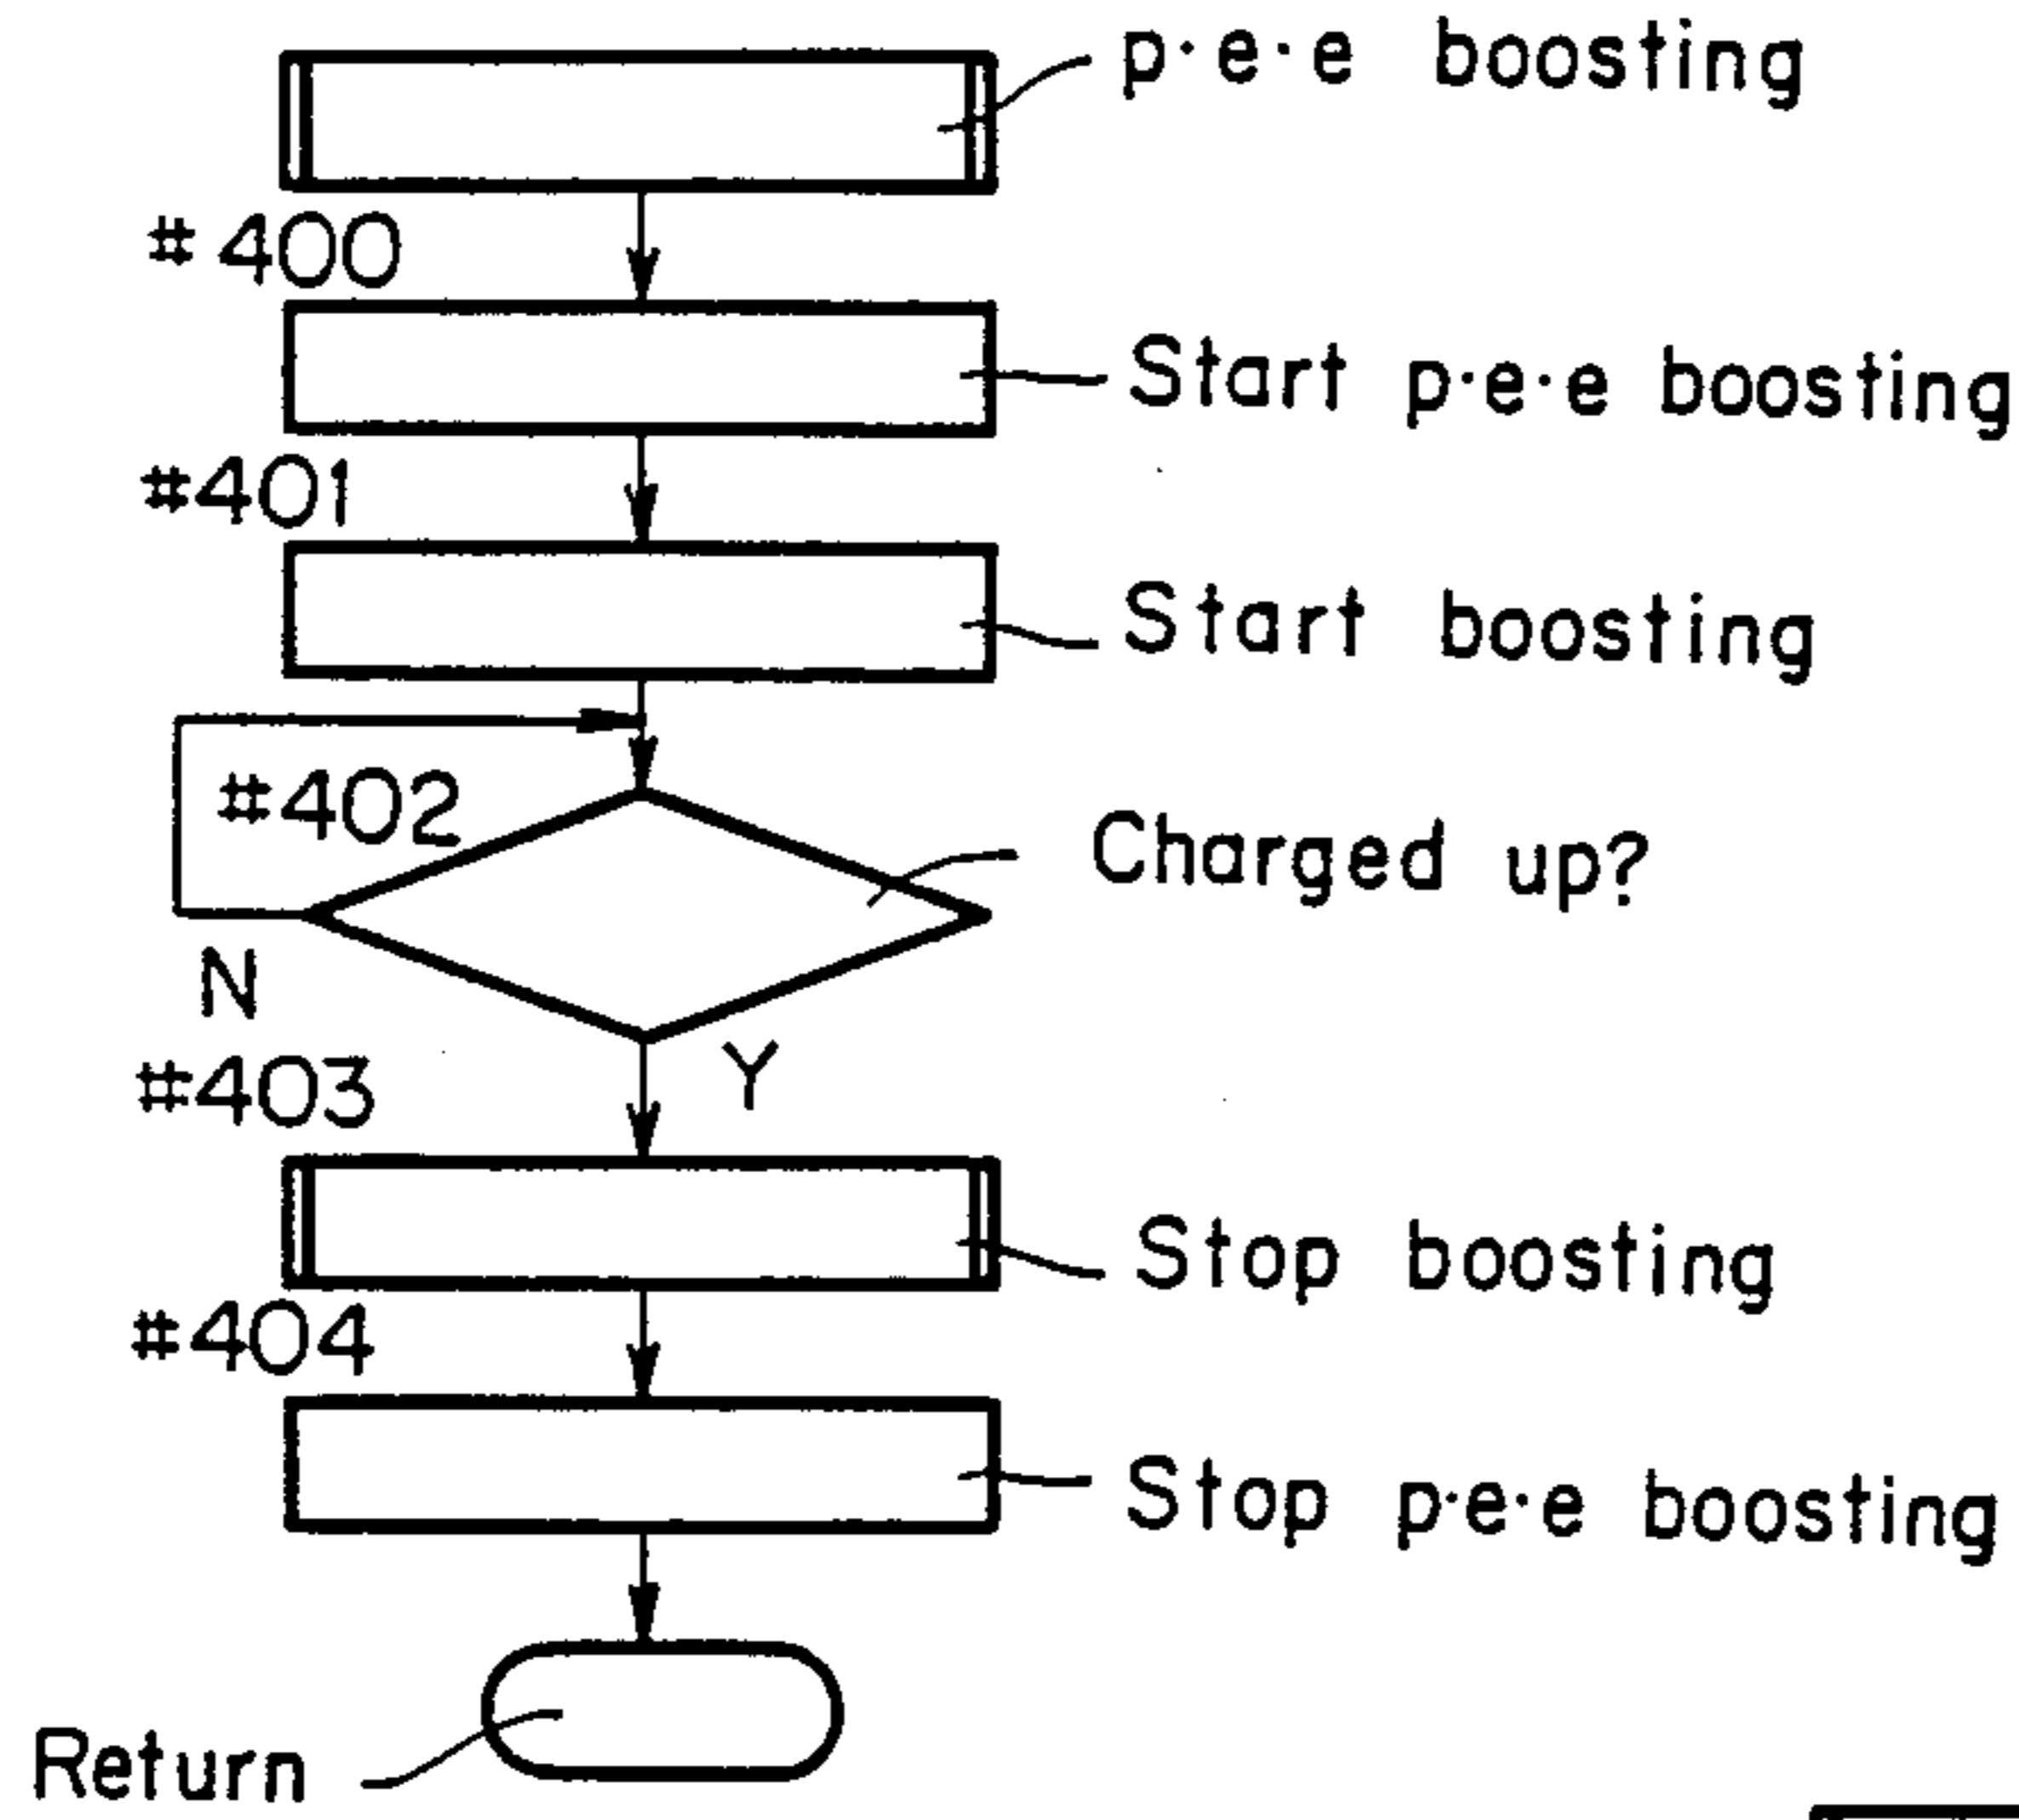 p·e·e boosting
#400
Start p·e·e boosting
#401
Start boosting
#402
Charged up?
N
Y
#403
Stop boosting
#404
Stop p·e·e boosting
Return